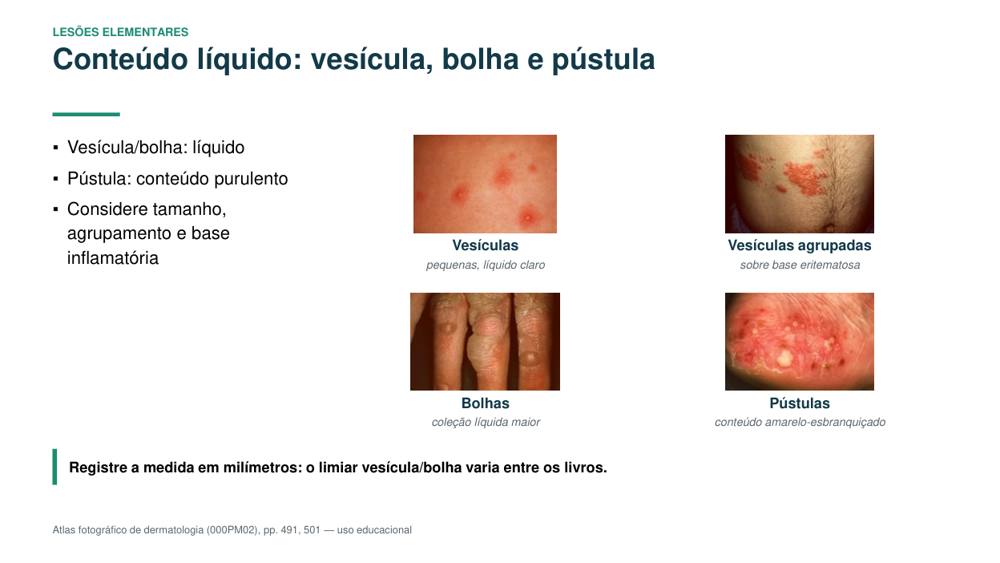 LESÕES ELEMENTARES
Conteúdo líquido: vesícula, bolha e pústula
▪ Vesícula/bolha: líquido
▪ Pústula: conteúdo purulento
▪ Considere tamanho,
agrupamento e base
inflamatória
Vesículas
pequenas, líquido claro
Vesículas agrupadas
sobre base eritematosa
Bolhas
coleção líquida maior
Pústulas
conteúdo amarelo-esbranquiçado
Registre a medida em milímetros: o limiar vesícula/bolha varia entre os livros.
Atlas fotográfico de dermatologia (000PM02), pp. 491, 501 — uso educacional